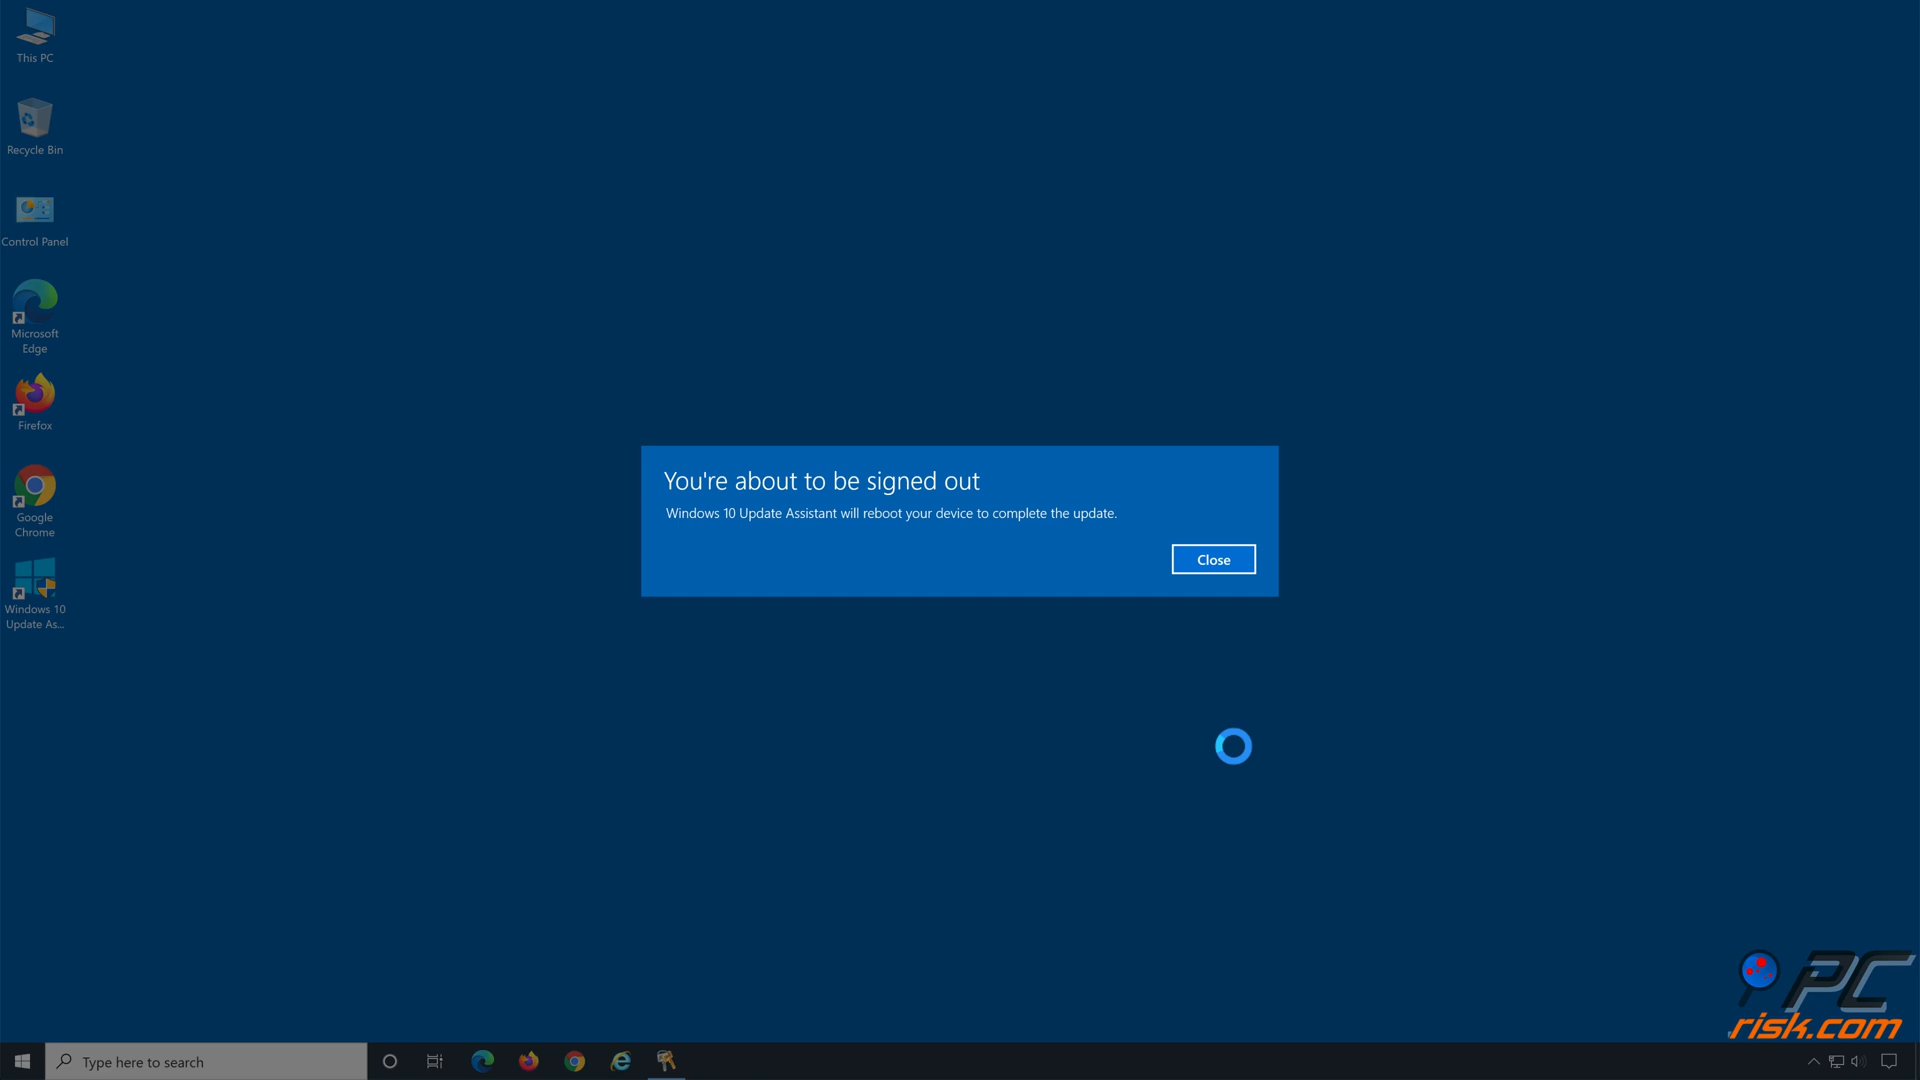 This PC
Recycle Bin
Control Panel
Microsoft
Edge
Firefox
Google
Chrome
Windows 10
Update As...
You're about to be signed out
Windows 10 Update Assistant will reboot your device to complete the update.
Close
Type here to search
PC
risk.com